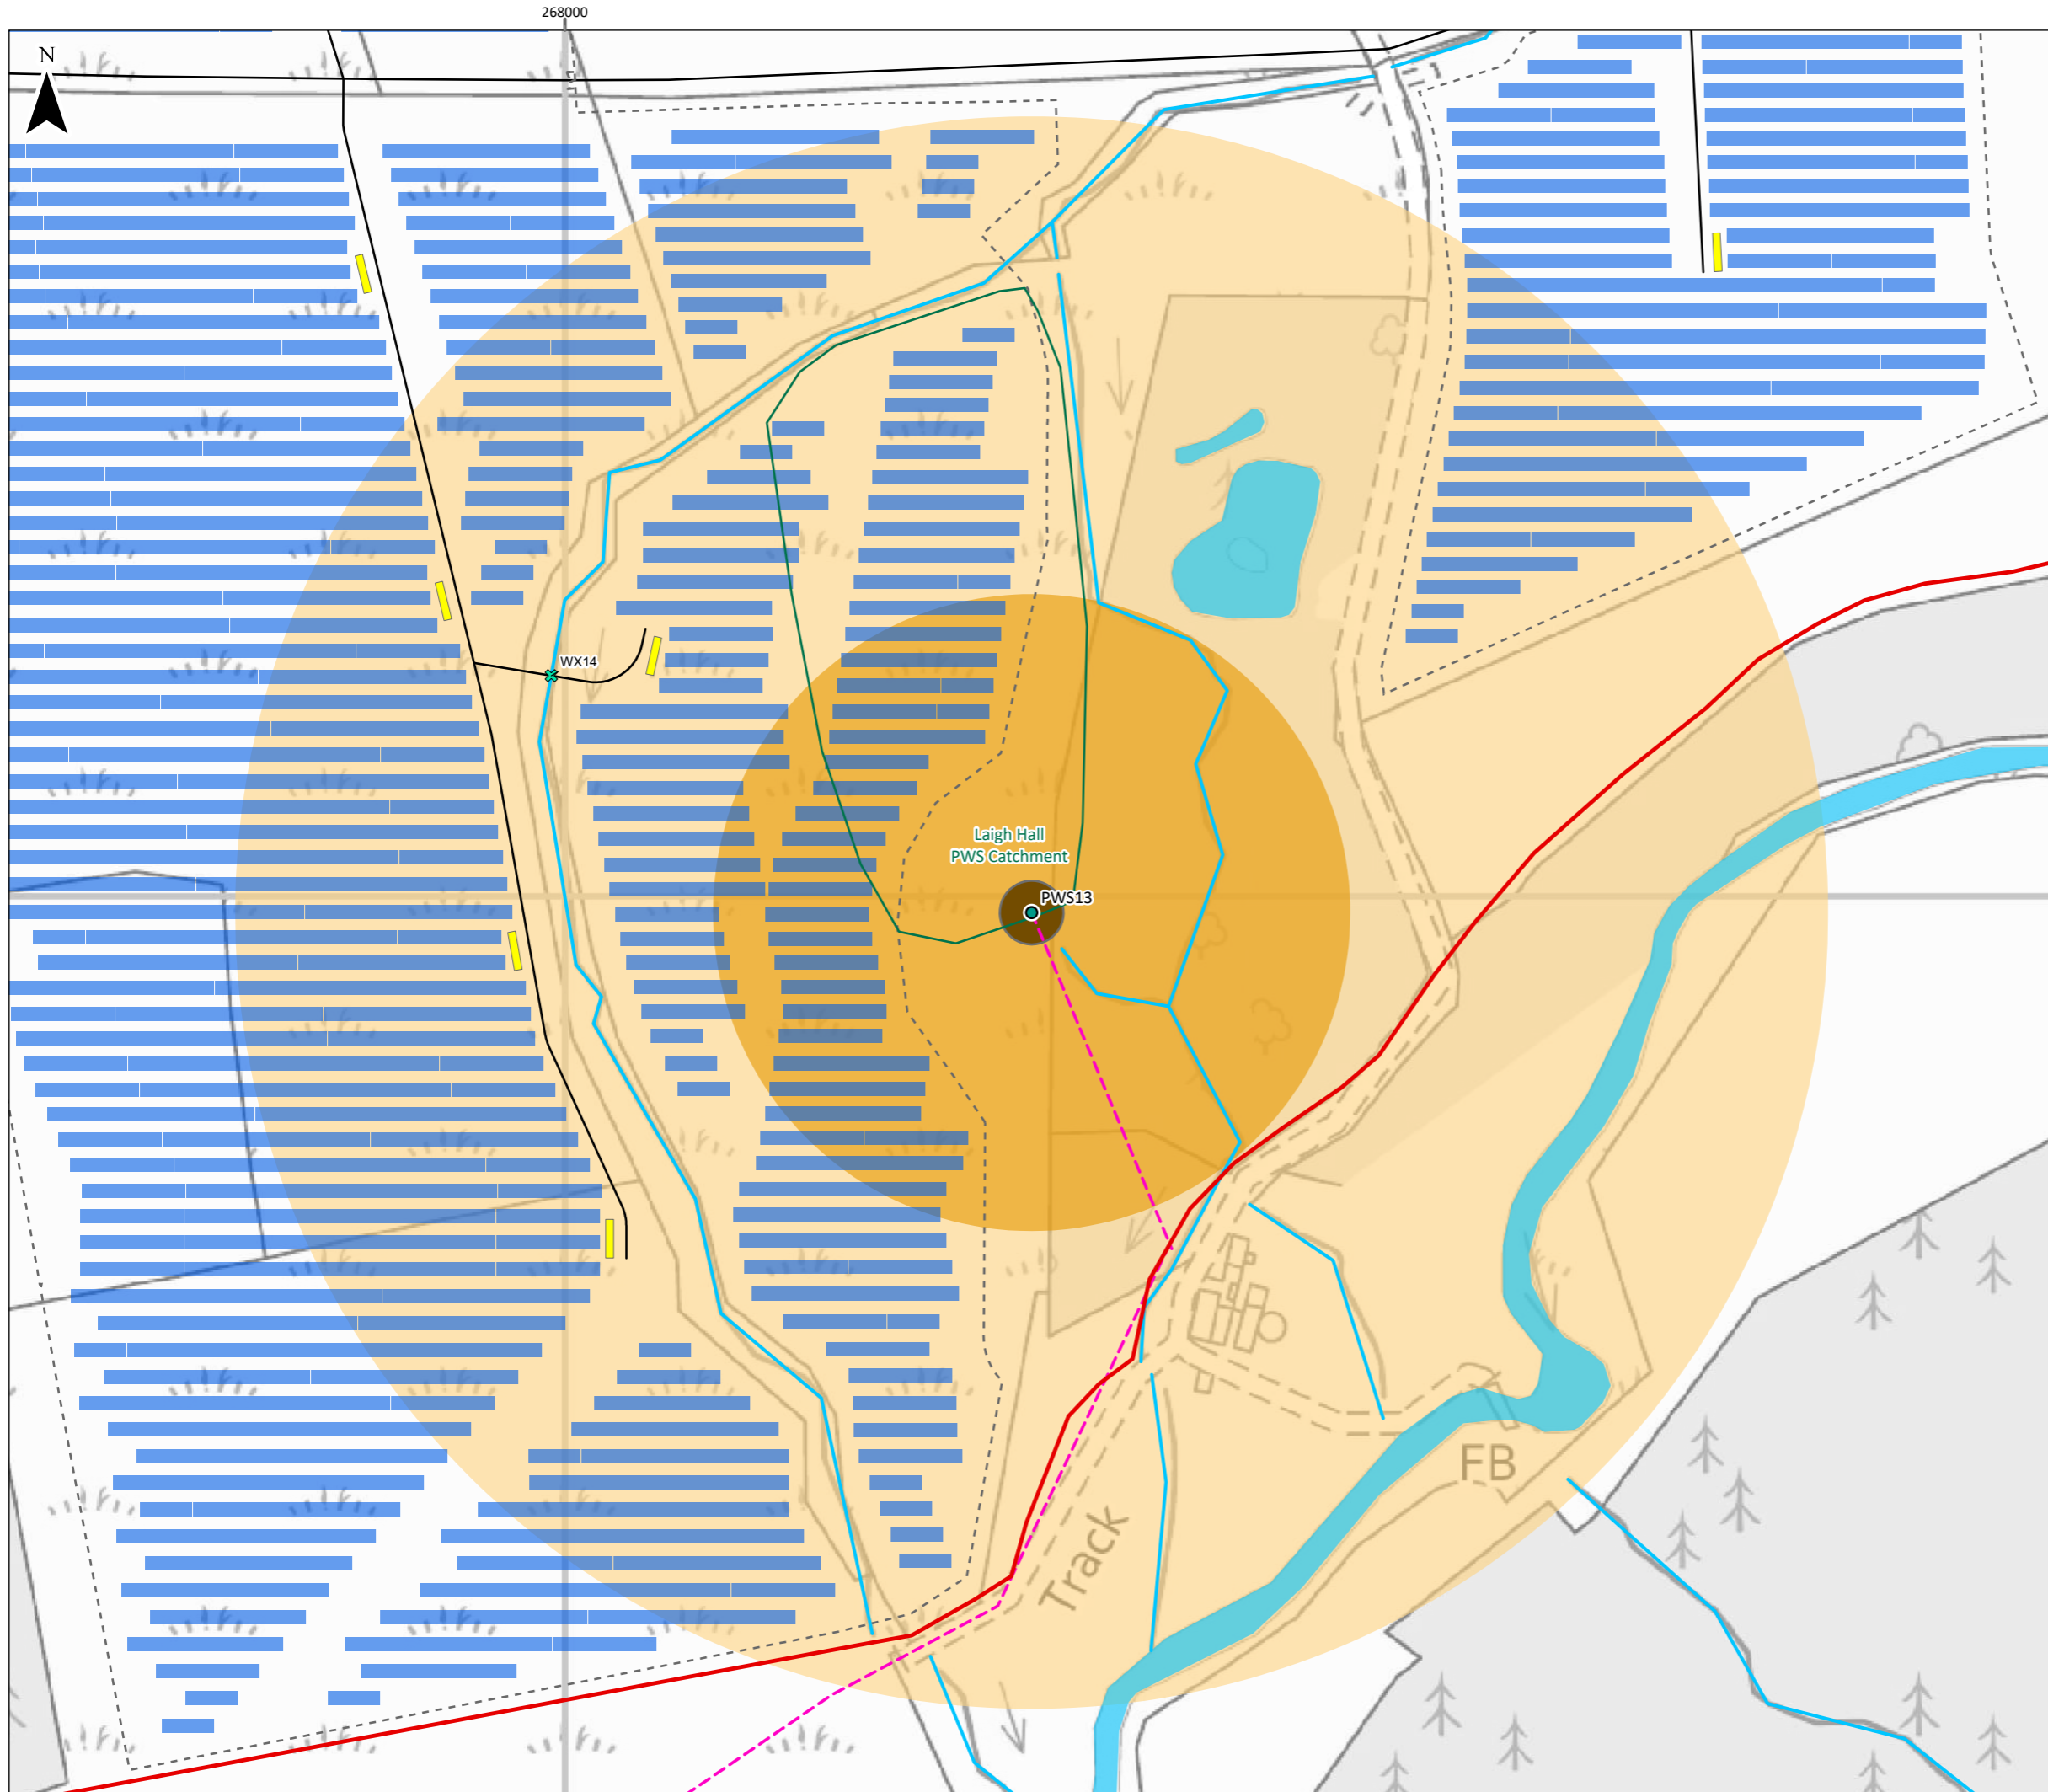 268000
N
WX14
Laigh Hall
PWS Catchment
PWS13
FB
Track